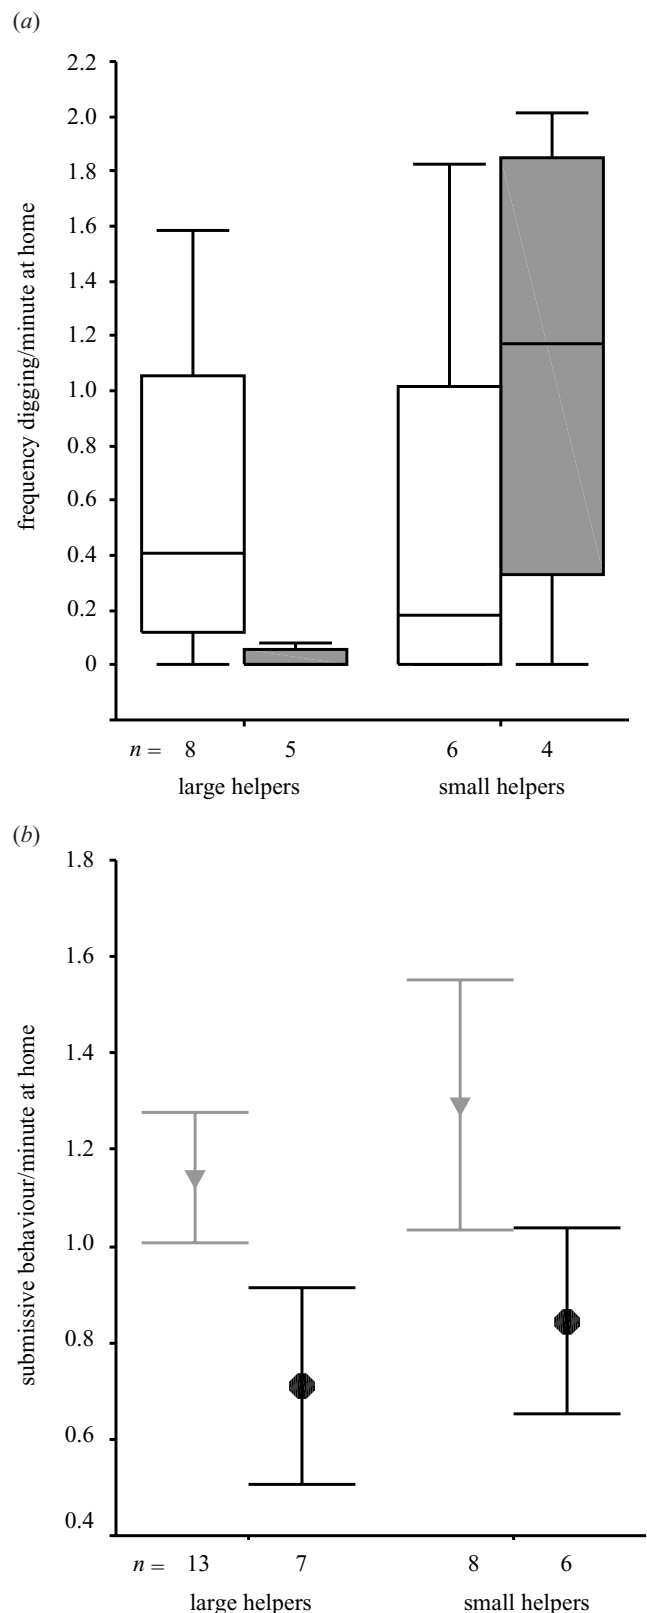 (a)
frequency digging/minute at home
2.2
2.0
1.8
1.6
1.4
1.2
1.0
0.8
0.6
0.4
0.2
0
n = 8 5 6 4
large helpers small helpers
(b)
submissive behaviour/minute at home
1.8
1.6
1.4
1.2
1.0
0.8
0.6
0.4
n = 13 7 8 6
large helpers small helpers